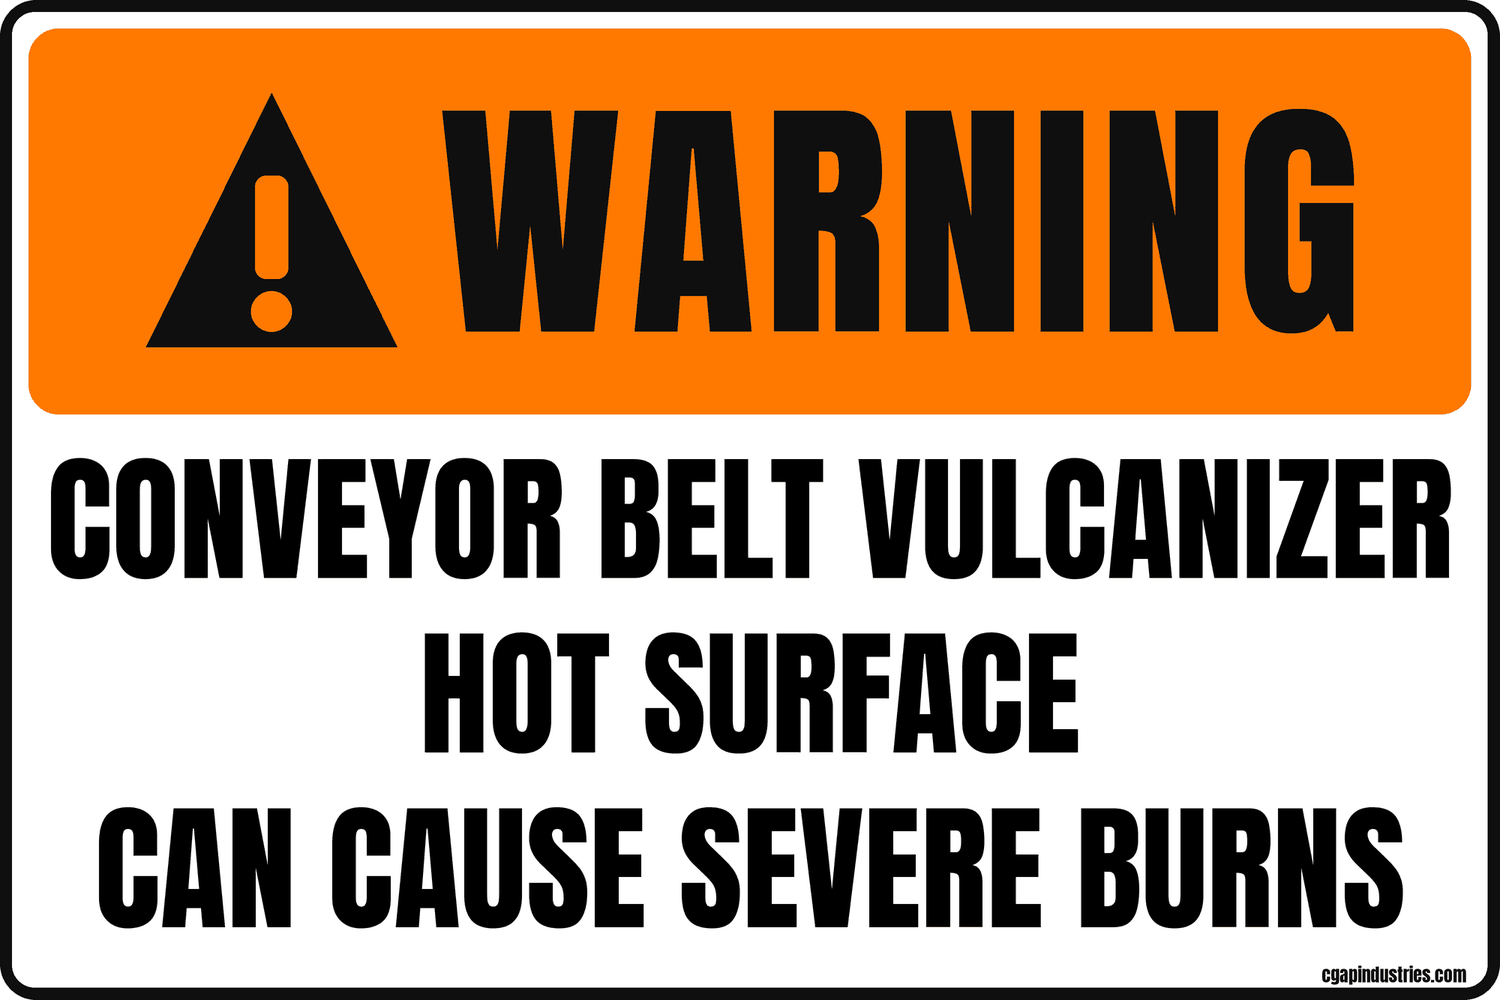 WARNING
CONVEYOR BELT VULCANIZER
HOT SURFACE
CAN CAUSE SEVERE BURNS
cgapindustries.com